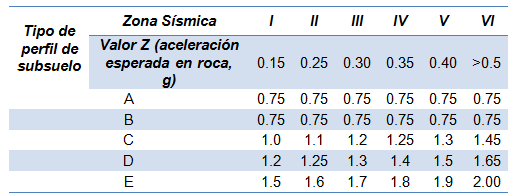 Tipo de perfil de subsuelo Zona Sísmica I II III IV V VI
Valor Z (aceleración esperada en roca, g) 0.15 0.25 0.30 0.35 0.40 >0.5
A 0.75 0.75 0.75 0.75 0.75 0.75
B 0.75 0.75 0.75 0.75 0.75 0.75
C 1.0 1.1 1.2 1.25 1.3 1.45
D 1.2 1.25 1.3 1.4 1.5 1.65
E 1.5 1.6 1.7 1.8 1.9 2.00